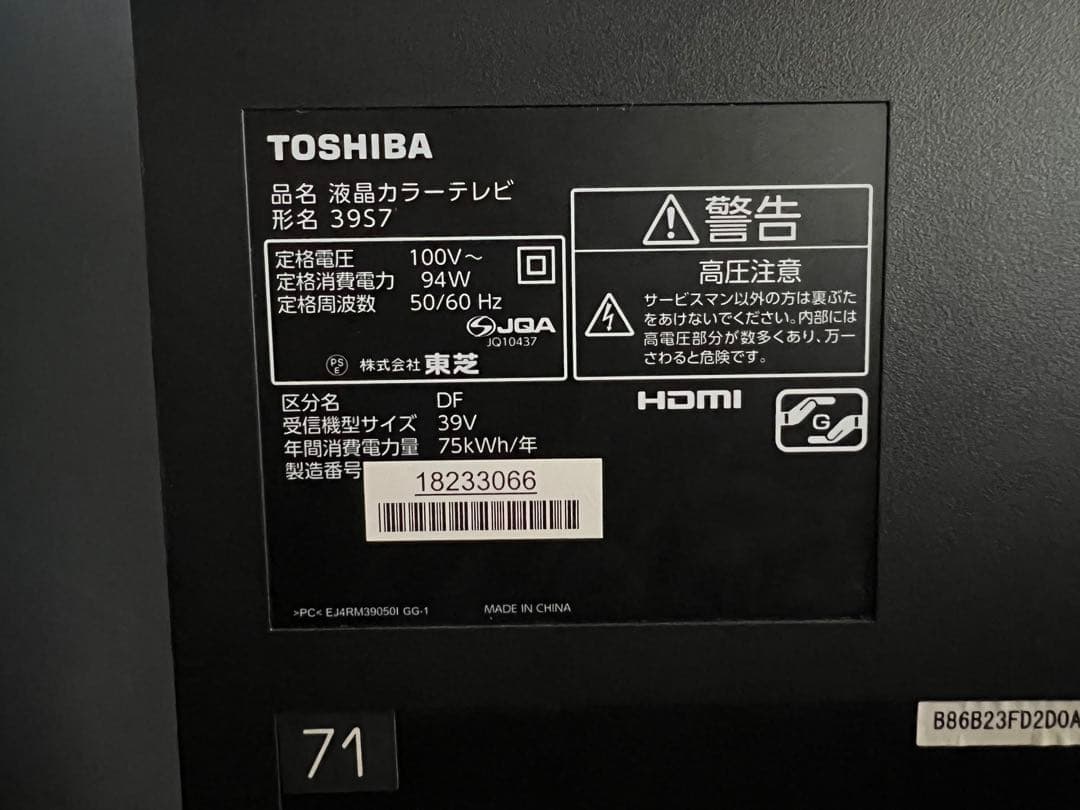 TOSHIBA
品名 液晶カラーテレビ
形名 39S7
定格電圧 100V～
定格消費電力 94W
定格周波数 50/60 Hz
JQA
JQ10437
PS
E
株式会社 東芝
警告
高圧注意
サービスマン以外の方は裏ぶた
をあけないでください。内部には
高電圧部分が数多くあり、万一
さわると危険です。
区分名 DF
受信機型サイズ 39V
年間消費電力量 75kWh/年
製造番号
18233066
HDMI
G
>PC< EJ4RM39050I GG-1
MADE IN CHINA
71
B86B23FD2D0A